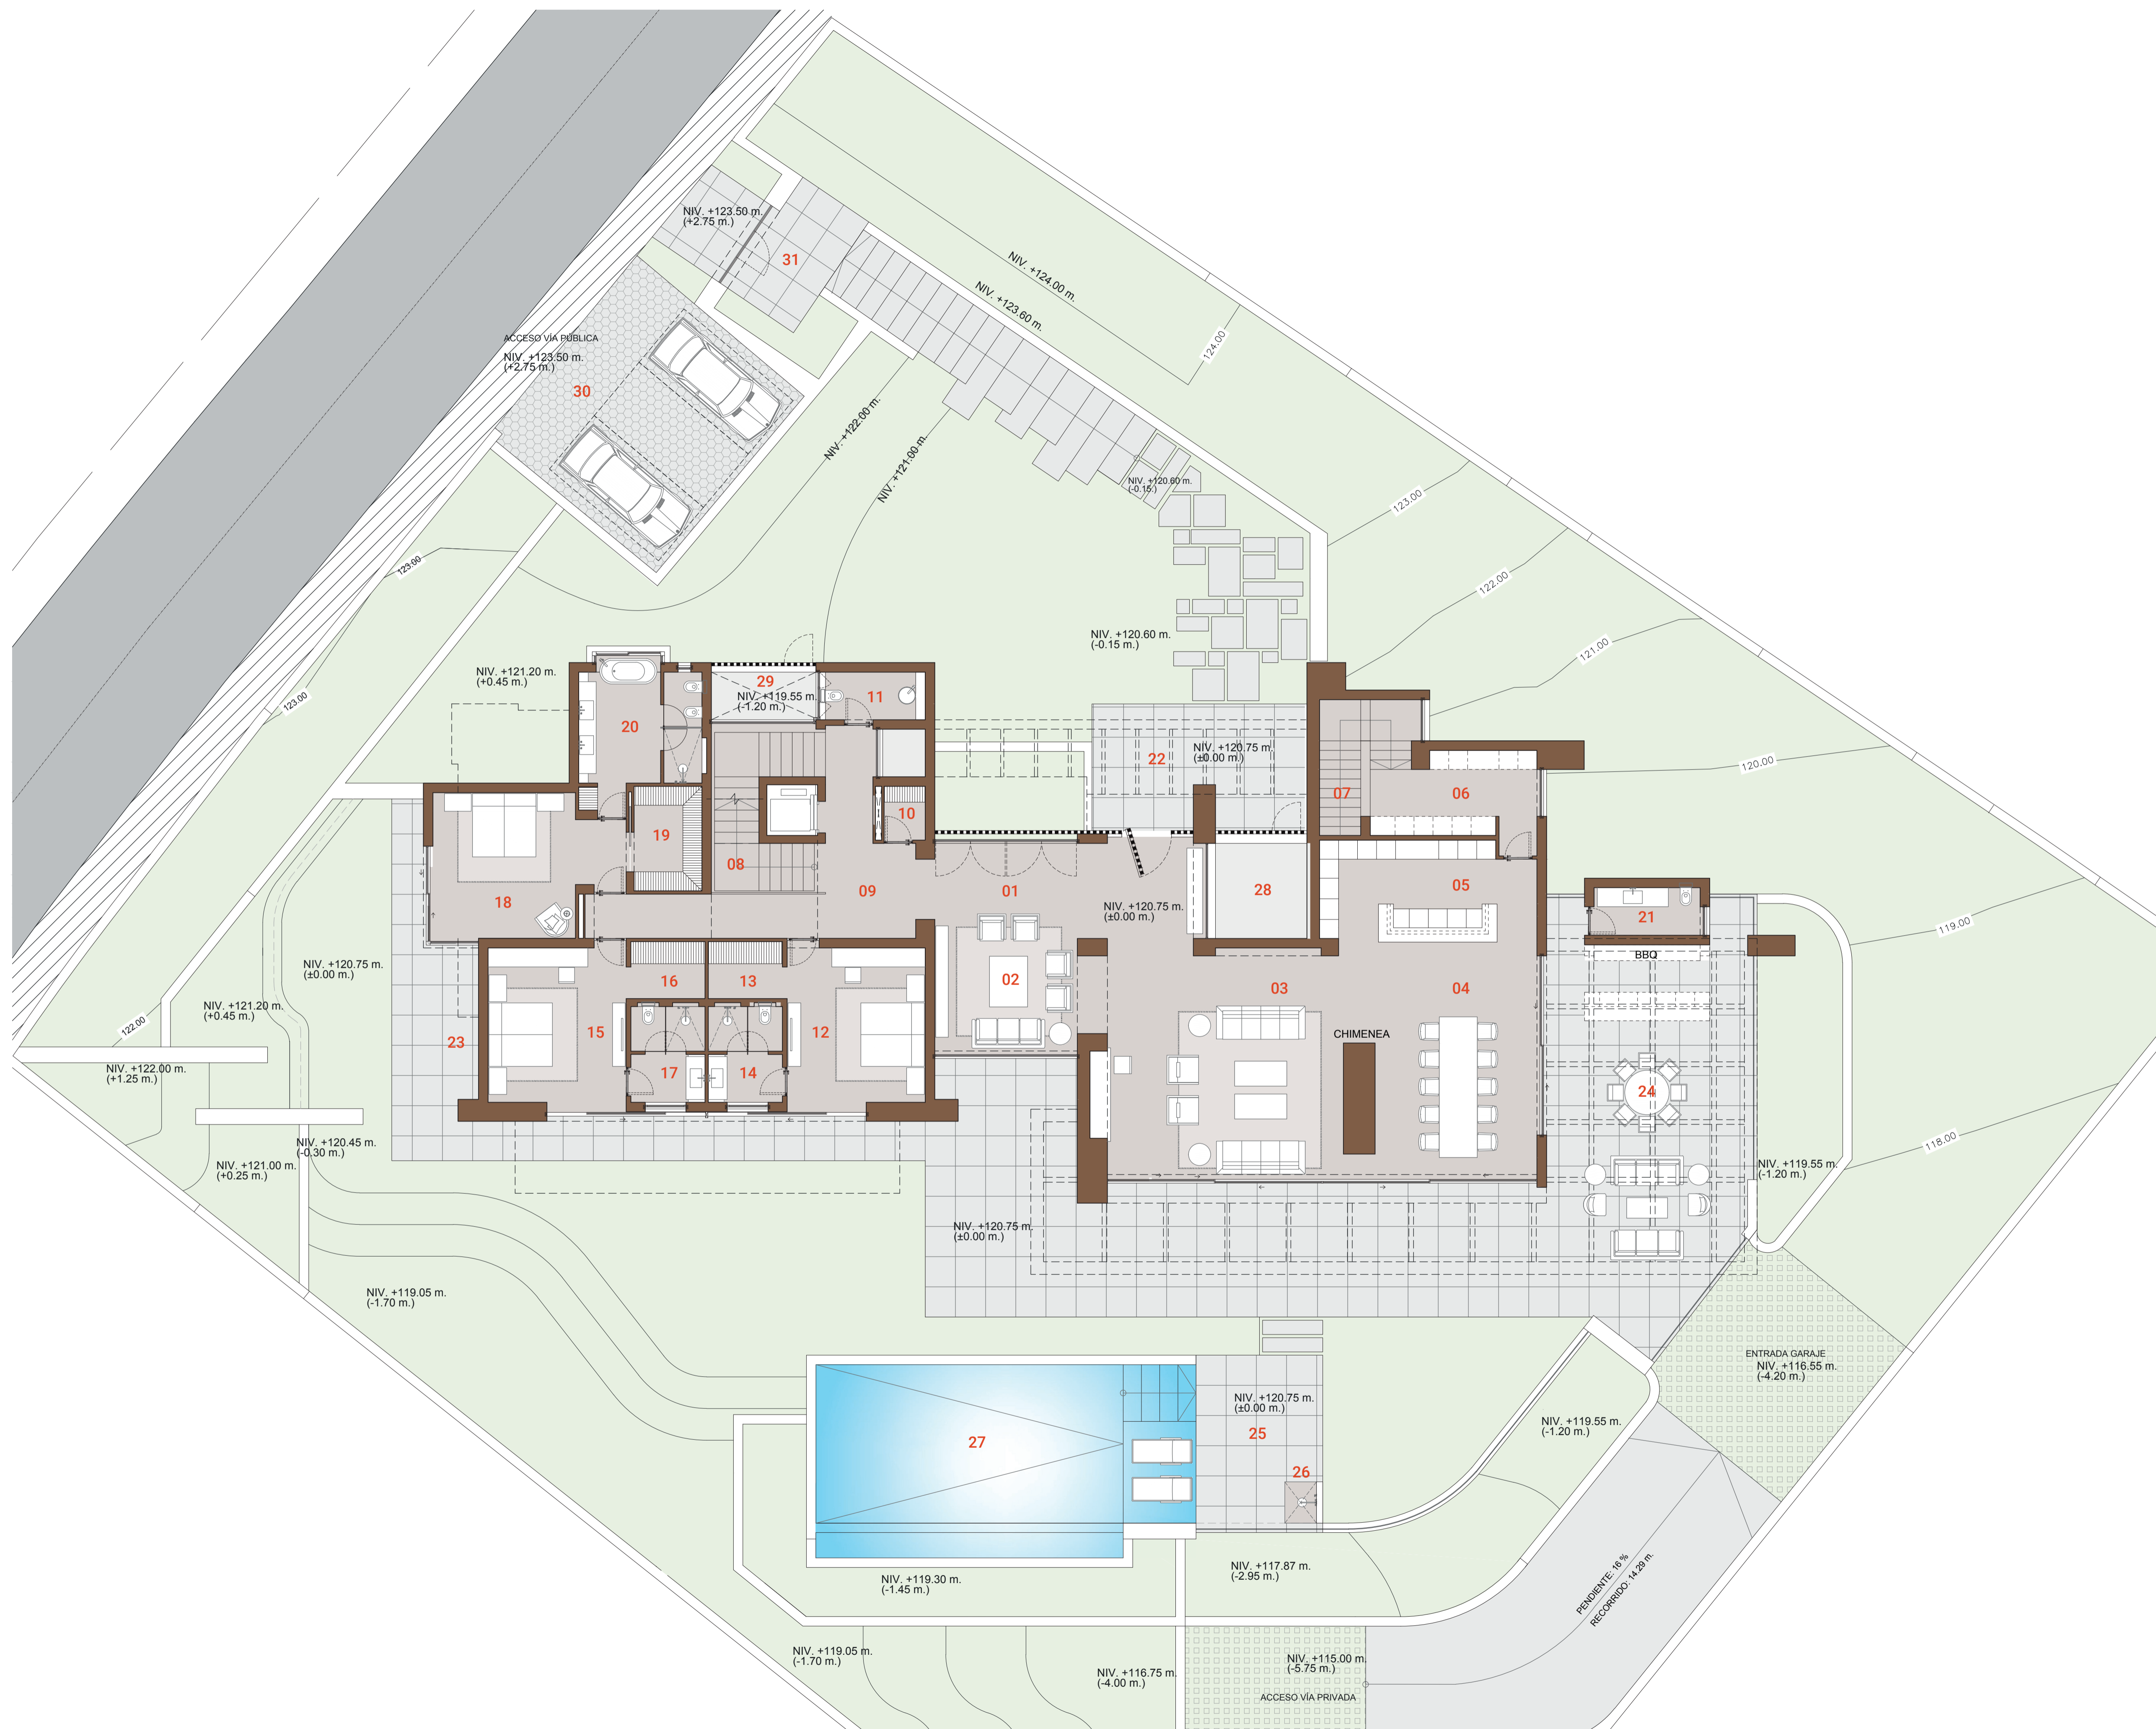 NIV. +123.50 m.
(+2.75 m.)
31
NIV. +124.00 m.
NIV. +123.60 m.
124.00
ACCESO VÍA PÚBLICA
NIV. +123.50 m.
(+2.75 m.)
30
NIV. +122.00 m.
NIV. +121.00 m.
NIV. +120.60 m.
(-0.15.)
123.00
123.00
122.00
NIV. +120.60 m.
(-0.15 m.)
121.00
NIV. +121.20 m.
(+0.45 m.)
123.00
29
NIV. +119.55 m.
(-1.20 m.)
11
20
22
NIV. +120.75 m.
(±0.00 m.)
120.00
07
06
10
19
08
09
01
05
28
18
NIV. +120.75 m.
(±0.00 m.)
21
119.00
BBQ
NIV. +120.75 m.
(±0.00 m.)
16
13
02
03
04
NIV. +121.20 m.
(+0.45 m.)
122.00
23
15
12
CHIMENEA
NIV. +122.00 m.
(+1.25 m.)
17
14
24
118.00
NIV. +120.45 m.
(-0.30 m.)
NIV. +121.00 m.
(+0.25 m.)
NIV. +119.55 m.
(-1.20 m.)
NIV. +120.75 m.
(±0.00 m.)
NIV. +119.05 m.
(-1.70 m.)
ENTRADA GARAJE
NIV. +116.55 m.
(-4.20 m.)
NIV. +120.75 m.
(±0.00 m.)
25
NIV. +119.55 m.
(-1.20 m.)
27
26
NIV. +117.87 m.
(-2.95 m.)
NIV. +119.30 m.
(-1.45 m.)
PENDIENTE: 16 %
RECORRIDO: 14.29 m.
NIV. +119.05 m.
(-1.70 m.)
NIV. +116.75 m.
(-4.00 m.)
NIV. +115.00 m.
(-5.75 m.)
ACCESO VÍA PRIVADA